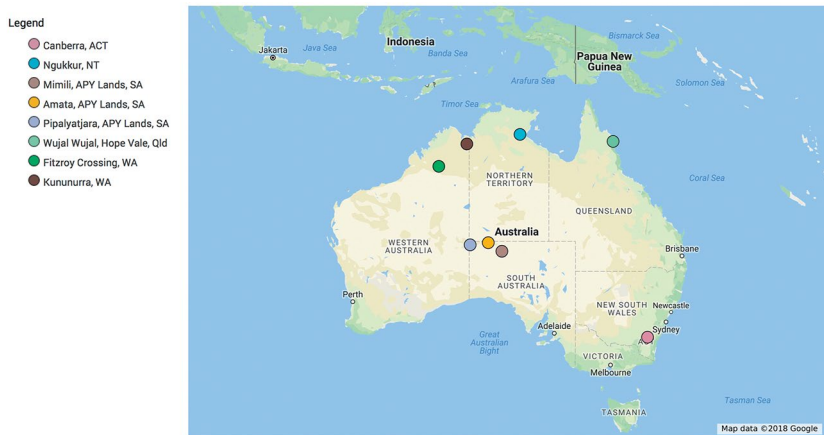 Legend
Canberra, ACT
Ngukkur, NT
Mimili, APY Lands, SA
Amata, APY Lands, SA
Pipalyatjara, APY Lands, SA
Wujal Wujal, Hope Vale, Qld
Fitzroy Crossing, WA
Kununurra, WA
Bismarck Sea
Jakarta
Java Sea
Indonesia
Banda Sea
Papua New
Guinea
Solomon Sea
Arafura Sea
Timor Sea
Coral Sea
NORTHERN
TERRITORY
QUEENSLAND
Australia
WESTERN
AUSTRALIA
Brisbane
SOUTH
AUSTRALIA
Perth
NEW SOUTH
WALES
Newcastle
Adelaide
Sydney
Great
Australian
Bight
VICTORIA
Melbourne
Tasman Sea
TASMANIA
Map data ©2018 Google